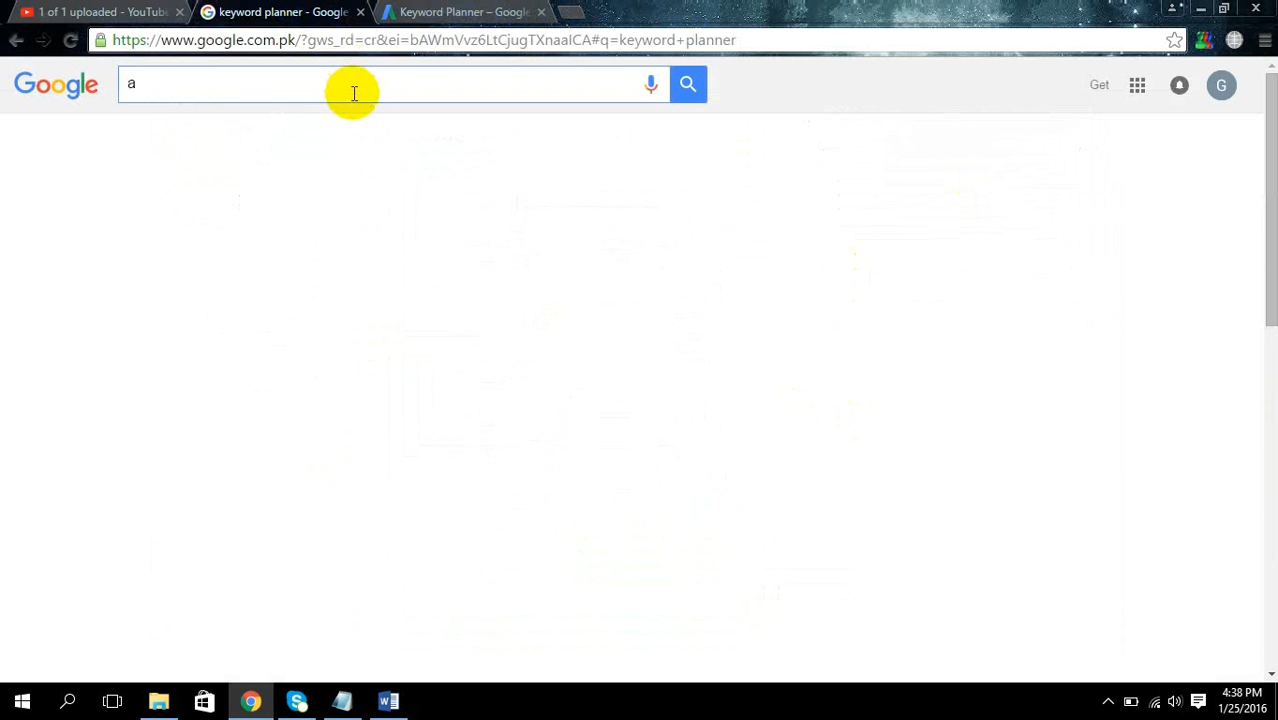 1 of 1 uploaded - YouTube
keyword planner - Google
Keyword Planner – Google
https://www.google.com.pk/?gws_rd=cr&ei=bAWmVvz6LtCjugTXnaaICA#q=keyword+planner
Google
a
Get
G
4:38 PM
1/25/2016